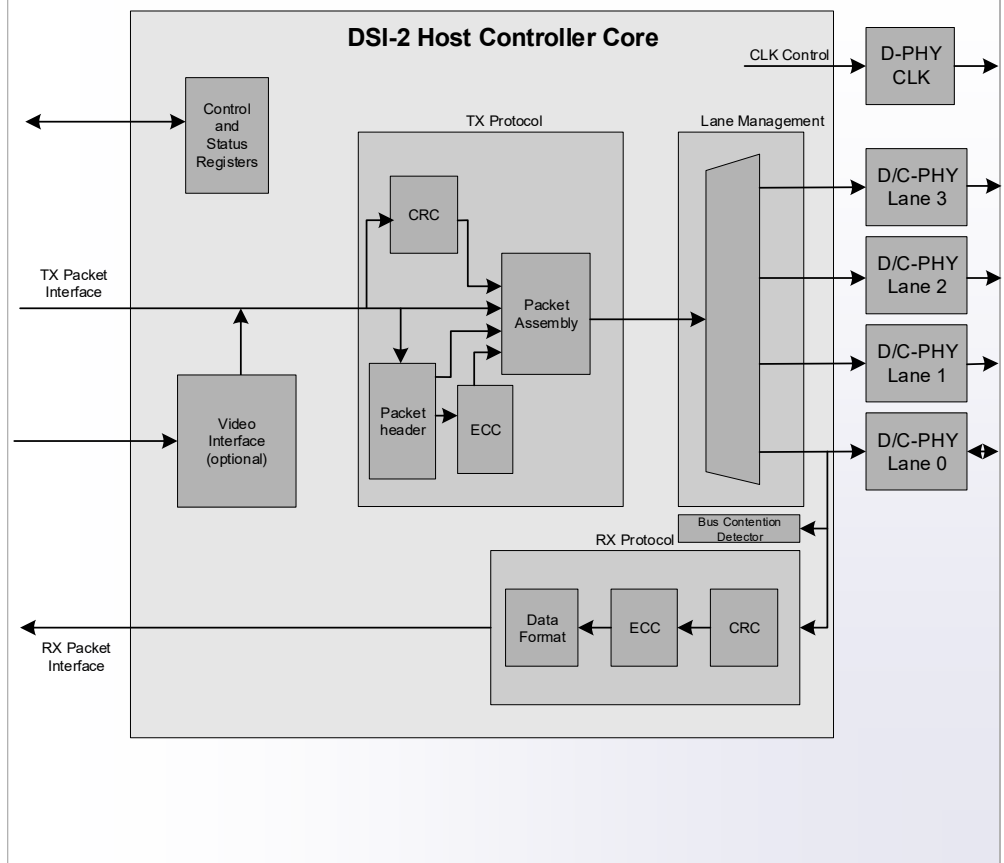 DSI-2 Host Controller Core
CLK Control
D-PHY
CLK
Control
and
Status
Registers
TX Protocol
Lane Management
D/C-PHY
Lane 3
CRC
TX Packet
Interface
Packet
Assembly
D/C-PHY
Lane 2
D/C-PHY
Lane 1
Packet
header
ECC
Video
Interface
(optional)
D/C-PHY
Lane 0
Bus Contention
Detector
RX Protocol
Data
Format
ECC
CRC
RX Packet
Interface